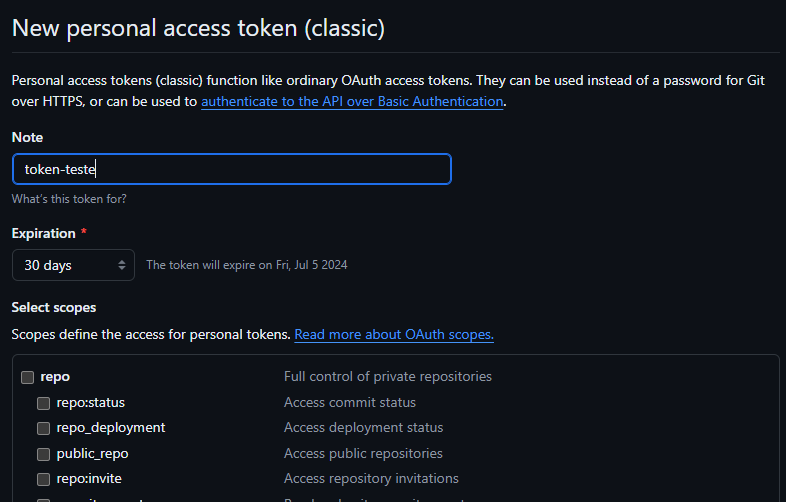 New personal access token (classic)
Personal access tokens (classic) function like ordinary OAuth access tokens. They can be used instead of a password for Git
over HTTPS, or can be used to authenticate to the API over Basic Authentication.
Note
token-teste
What's this token for?
Expiration *
30 days The token will expire on Fri, Jul 5 2024
Select scopes
Scopes define the access for personal tokens. Read more about OAuth scopes.
repo Full control of private repositories
repo:status Access commit status
repo_deployment Access deployment status
public_repo Access public repositories
repo:invite Access repository invitations